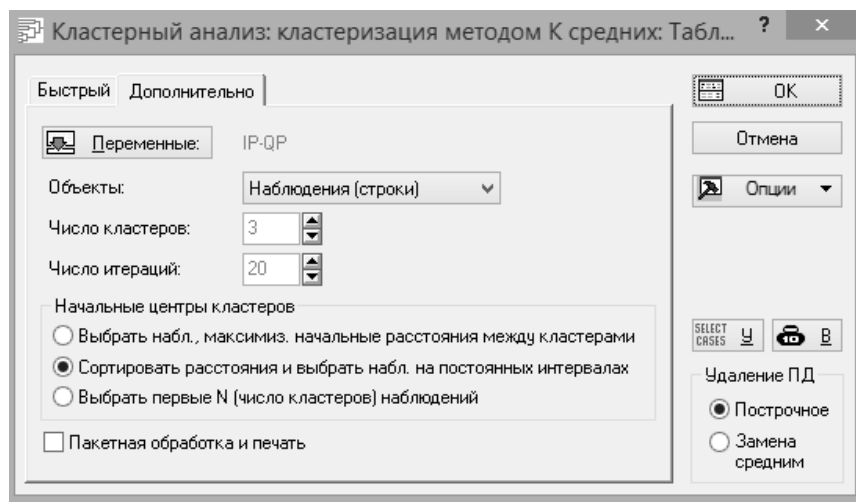 Кластерный анализ: кластеризация методом К средних: Табл... ? ×
Быстрый Дополнительно
Переменные: IP-QP
Объекты: Наблюдения (строки)
Число кластеров: 3
Число итераций: 20
Начальные центры кластеров
Выбрать набл., максимиз. начальные расстояния между кластерами
Сортировать расстояния и выбрать набл. на постоянных интервалах
Выбрать первые N (число кластеров) наблюдений
Пакетная обработка и печать
OK
Отмена
Опции
SELECT CASES У В
Удаление ПД
Построчное
Замена
средним